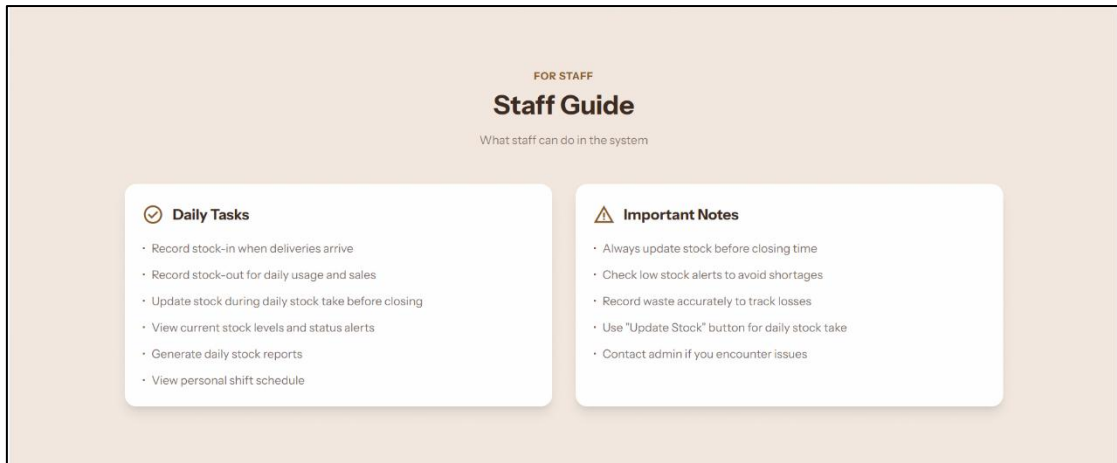 FOR STAFF
Staff Guide
What staff can do in the system
Daily Tasks
· Record stock-in when deliveries arrive
· Record stock-out for daily usage and sales
· Update stock during daily stock take before closing
· View current stock levels and status alerts
· Generate daily stock reports
· View personal shift schedule
Important Notes
· Always update stock before closing time
· Check low stock alerts to avoid shortages
· Record waste accurately to track losses
· Use "Update Stock" button for daily stock take
· Contact admin if you encounter issues